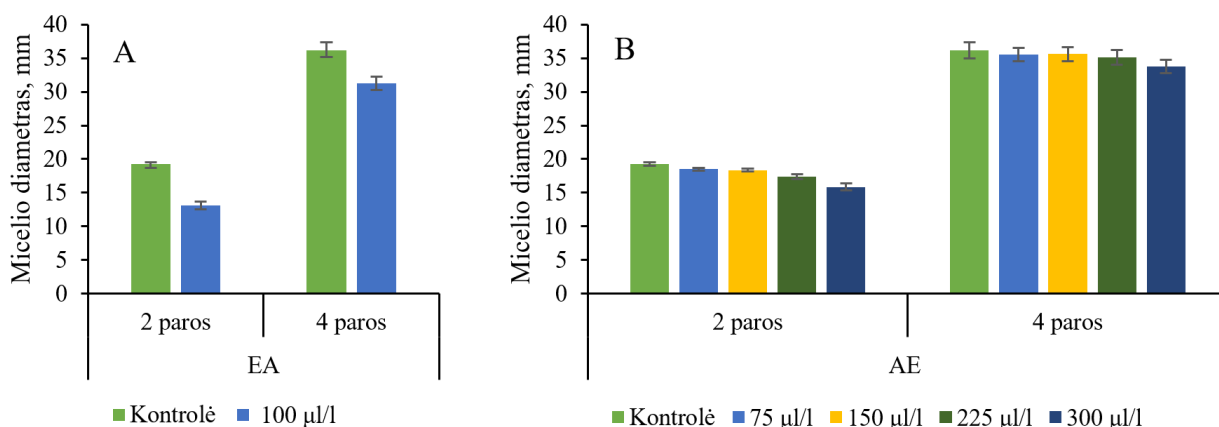 A
Micelio diametras, mm
40
35
30
25
20
15
10
5
0
2 paros 4 paros
EA
Kontrolė 100 µl/l
B
Micelio diametras, mm
40
35
30
25
20
15
10
5
0
2 paros 4 paros
AE
Kontrolė 75 µl/l 150 µl/l 225 µl/l 300 µl/l